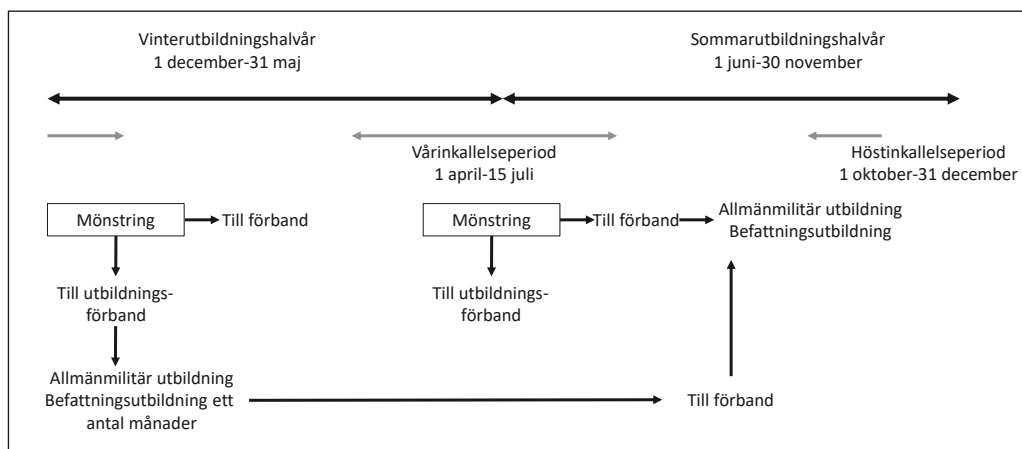 Vinterutbildningshalvår
1 december-31 maj
Sommarutbildningshalvår
1 juni-30 november
Vårinkallelseperiod
1 april-15 juli
Höstinkallelseperiod
1 oktober-31 december
Mönstring
Till förband
Mönstring
Till förband
Allmänmilitär utbildning
Befattningsutbildning
Till utbildnings-
förband
Till utbildnings-
förband
Allmänmilitär utbildning
Befattningsutbildning ett
antal månader
Till förband